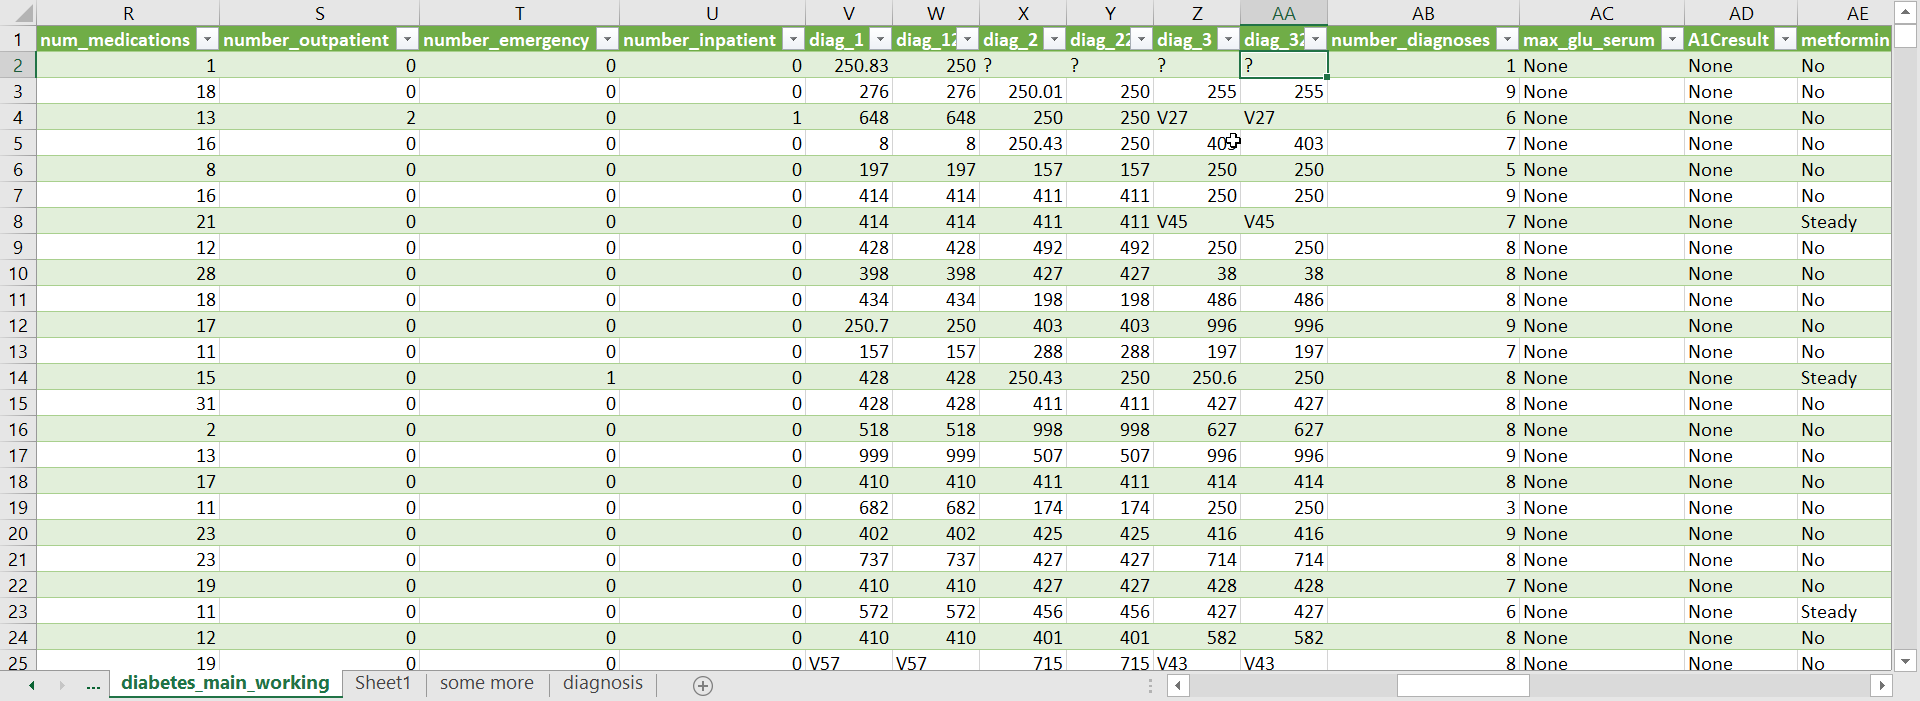 R S T U V W X Y Z AA AB AC AD AE
1 num_medications number_outpatient number_emergency number_inpatient diag_1 diag_12 diag_2 diag_22 diag_3 diag_32 number_diagnoses max_glu_serum A1Cresult metformin
2 1 0 0 0 250.83 250 ? ? ? ? 1 None None No
3 18 0 0 0 276 276 250.01 250 255 255 9 None None No
4 13 2 0 1 648 648 250 250 V27 V27 6 None None No
5 16 0 0 0 8 8 250.43 250 403 403 7 None None No
6 8 0 0 0 197 197 157 157 250 250 5 None None No
7 16 0 0 0 414 414 411 411 250 250 9 None None No
8 21 0 0 0 414 414 411 411 V45 V45 7 None None Steady
9 12 0 0 0 428 428 492 492 250 250 8 None None No
10 28 0 0 0 398 398 427 427 38 38 8 None None No
11 18 0 0 0 434 434 198 198 486 486 8 None None No
12 17 0 0 0 250.7 250 403 403 996 996 9 None None No
13 11 0 0 0 157 157 288 288 197 197 7 None None No
14 15 0 1 0 428 428 250.43 250 250.6 250 8 None None Steady
15 31 0 0 0 428 428 411 411 427 427 8 None None No
16 2 0 0 0 518 518 998 998 627 627 8 None None No
17 13 0 0 0 999 999 507 507 996 996 9 None None No
18 17 0 0 0 410 410 411 411 414 414 8 None None No
19 11 0 0 0 682 682 174 174 250 250 3 None None No
20 23 0 0 0 402 402 425 425 416 416 9 None None No
21 23 0 0 0 737 737 427 427 714 714 8 None None No
22 19 0 0 0 410 410 427 427 428 428 7 None None No
23 11 0 0 0 572 572 456 456 427 427 6 None None Steady
24 12 0 0 0 410 410 401 401 582 582 8 None None No
25 19 0 0 0 V57 V57 715 715 V43 V43 8 None None No
... diabetes_main_working Sheet1 some more diagnosis